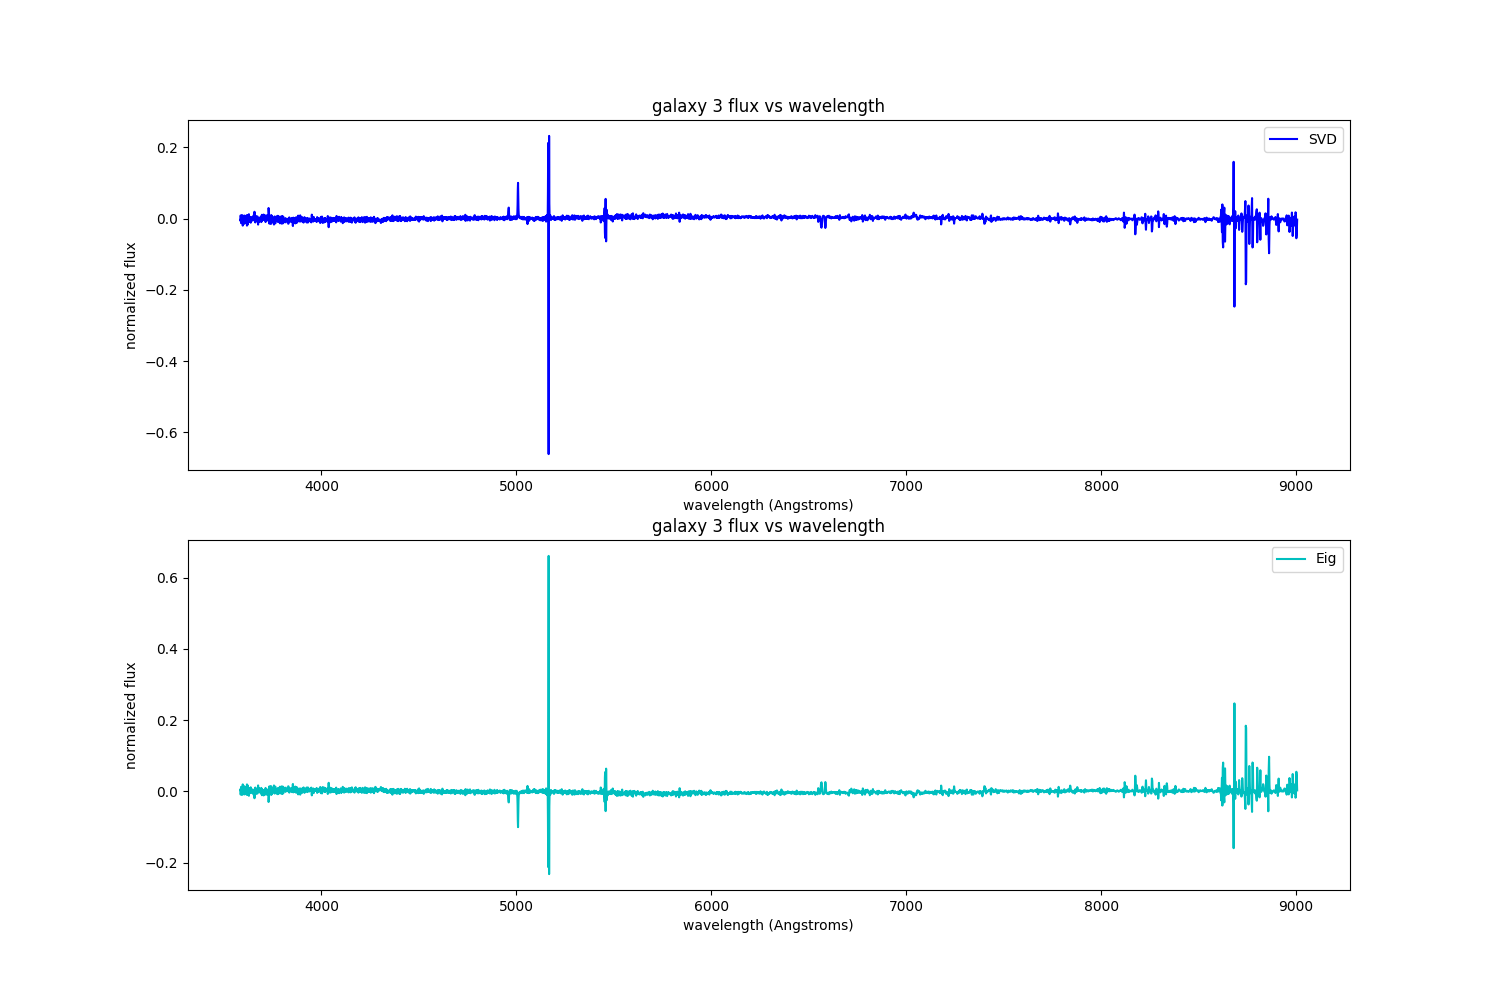 galaxy 3 flux vs wavelength
SVD
normalized flux
0.2
0.0
−0.2
−0.4
−0.6
4000 5000 6000 7000 8000 9000
wavelength (Angstroms)
galaxy 3 flux vs wavelength
Eig
normalized flux
0.6
0.4
0.2
0.0
−0.2
4000 5000 6000 7000 8000 9000
wavelength (Angstroms)